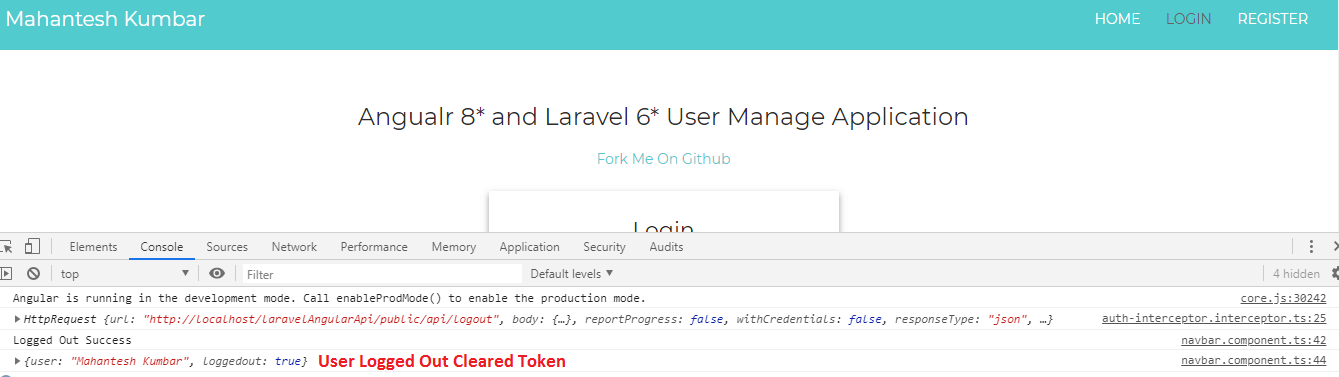 Mahantesh Kumbar HOME LOGIN REGISTER
Angualr 8* and Laravel 6* User Manage Application
Fork Me On Github
Login
Elements Console Sources Network Performance Memory Application Security Audits
top Filter Default levels 4 hidden
Angular is running in the development mode. Call enableProdMode() to enable the production mode. core.js:30242
HttpRequest {url: "http://localhost/laravelAngularApi/public/api/logout", body: {…}, reportProgress: false, withCredentials: false, responseType: "json", …} auth-interceptor.interceptor.ts:25
Logged Out Success navbar.component.ts:42
{user: "Mahantesh Kumbar", loggedout: true} User Logged Out Cleared Token navbar.component.ts:44